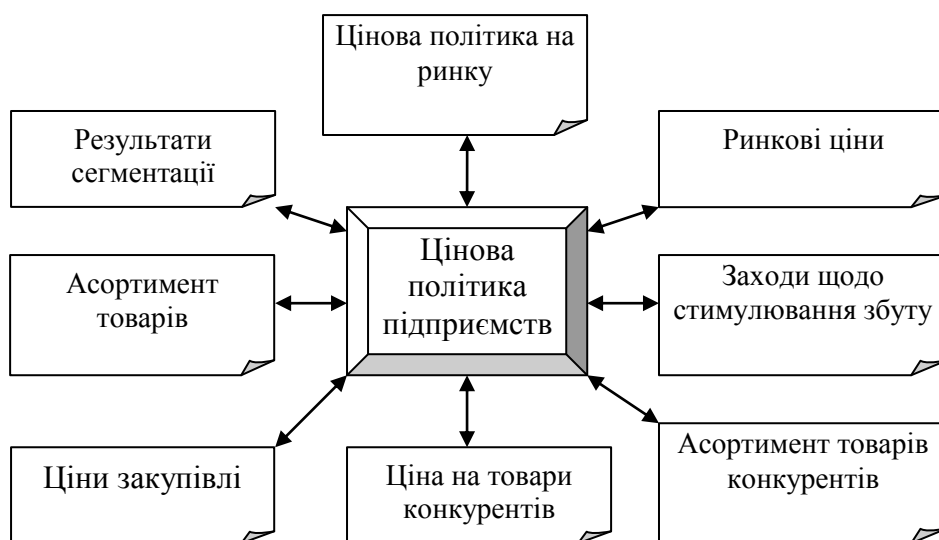 Цінова політика на
ринку
Результати
сегментації
Ринкові ціни
Цінова
політика
підприємств
Асортимент
товарів
Заходи щодо
стимулювання збуту
Ціни закупівлі
Ціна на товари
конкурентів
Асортимент товарів
конкурентів